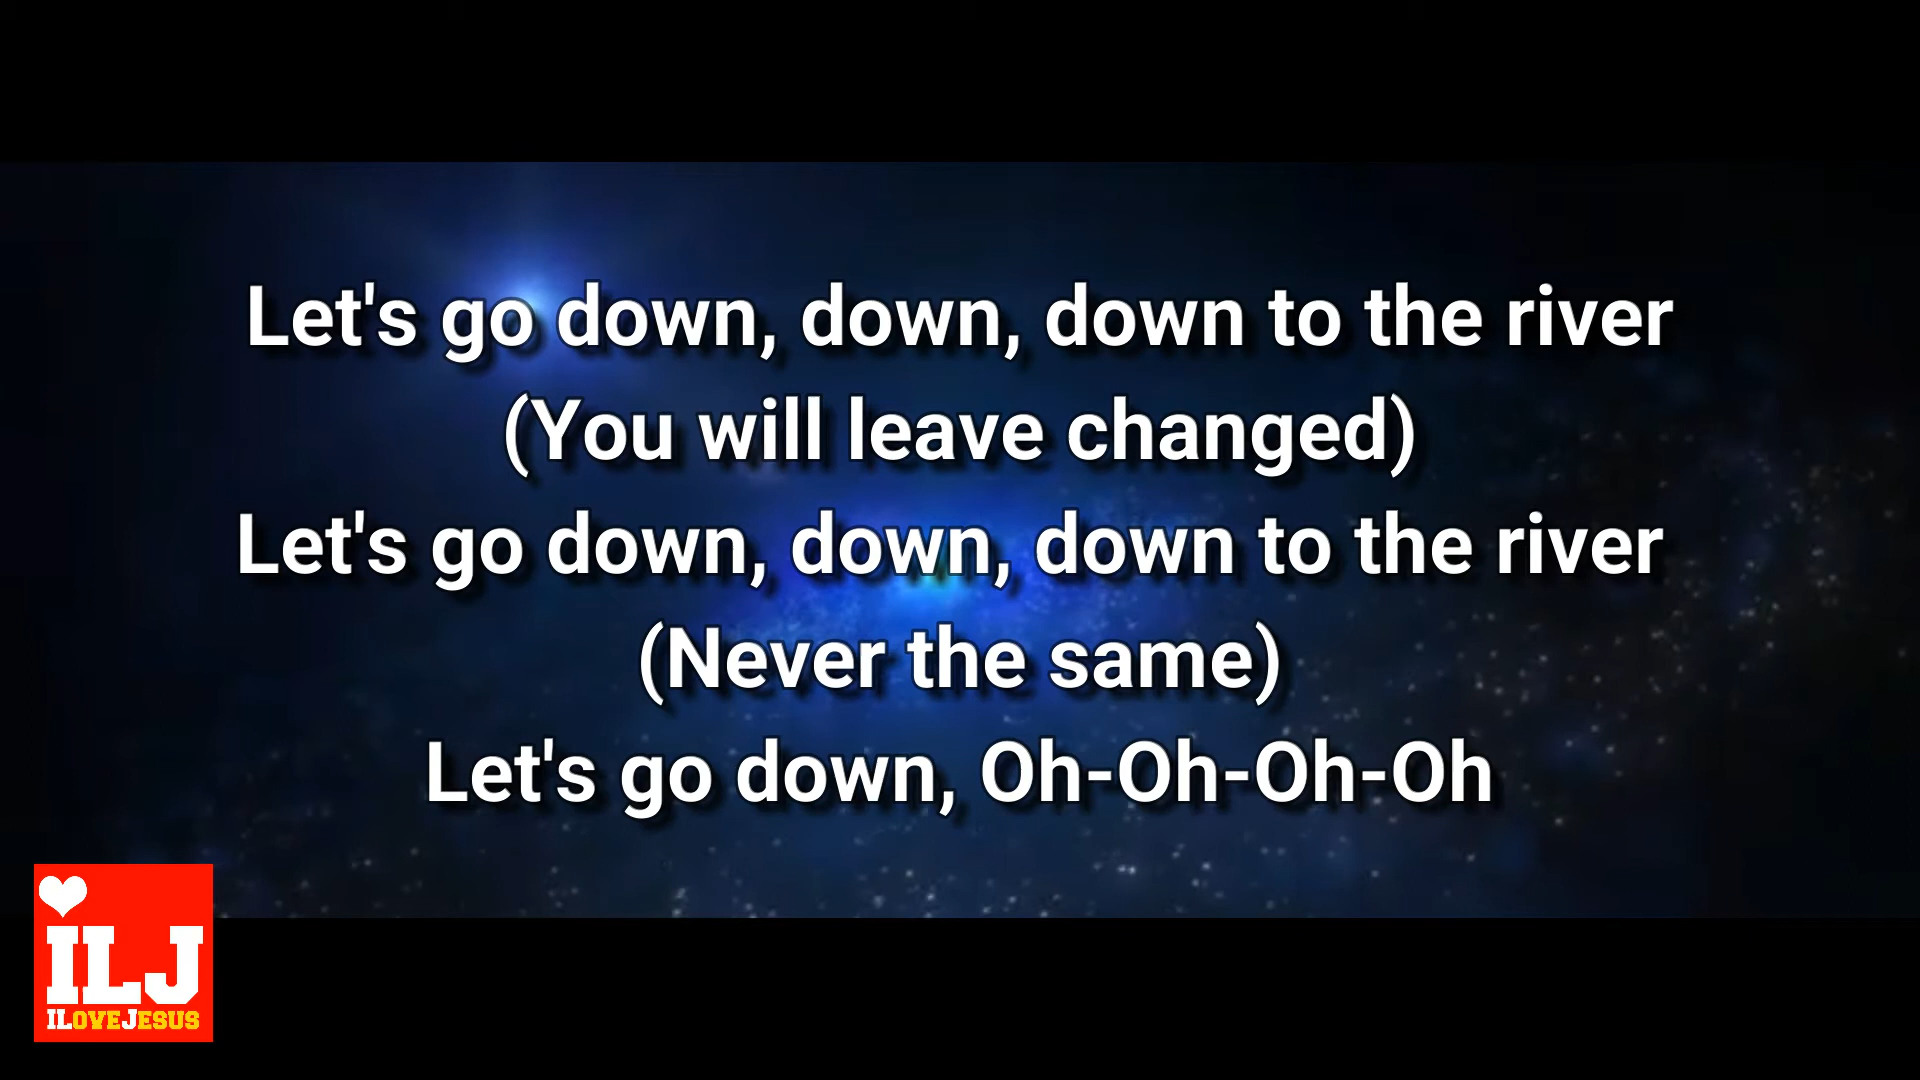 Let's go down, down, down to the river
(You will leave changed)
Let's go down, down, down to the river
(Never the same)
Let's go down, Oh-Oh-Oh-Oh
iLJ
ILOVEJESUS